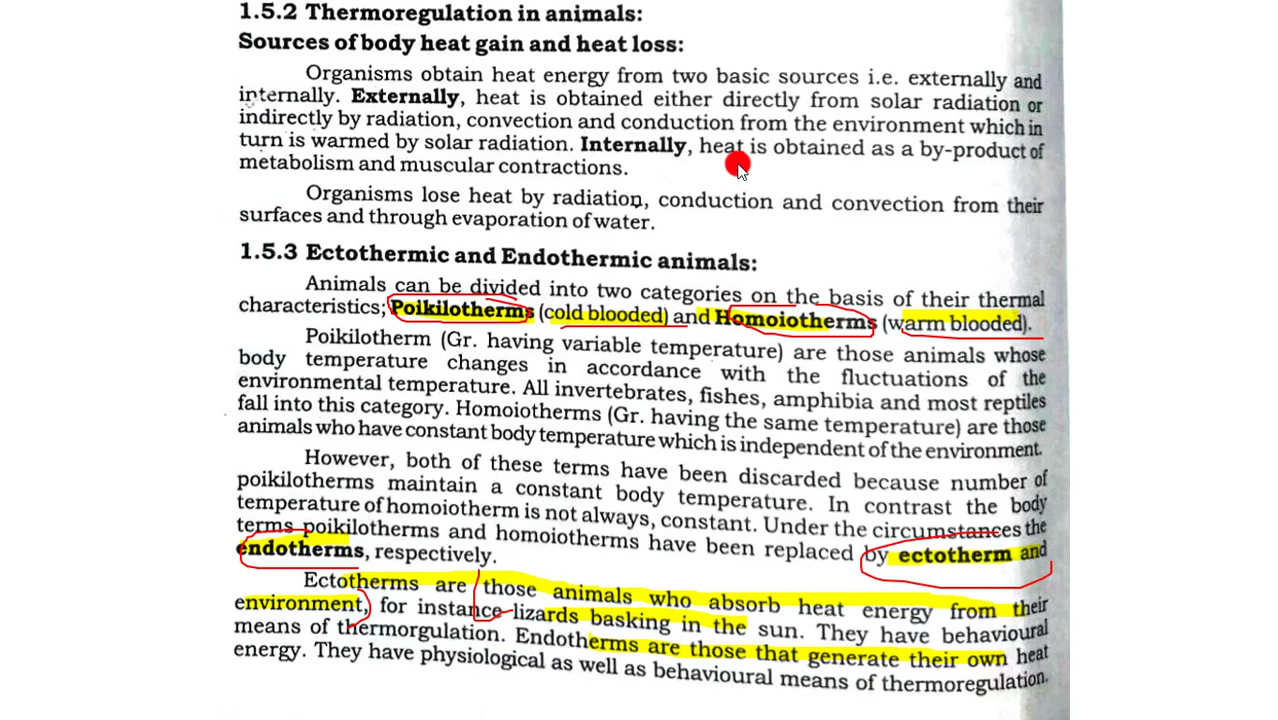 1.5.2 Thermoregulation in animals:
Sources of body heat gain and heat loss:
Organisms obtain heat energy from two basic sources i.e. externally and
internally. Externally, heat is obtained either directly from solar radiation or
indirectly by radiation, convection and conduction from the environment which in
turn is warmed by solar radiation. Internally, heat is obtained as a by-product of
metabolism and muscular contractions.
Organisms lose heat by radiation, conduction and convection from their
surfaces and through evaporation of water.
1.5.3 Ectothermic and Endothermic animals:
Animals can be divided into two categories on the basis of their thermal
characteristics; Poikilotherms (cold blooded) and Homoiotherms (warm blooded).
Poikilotherm (Gr. having variable temperature) are those animals whose
body temperature changes in accordance with the fluctuations of the
environmental temperature. All invertebrates, fishes, amphibia and most reptiles
fall into this category. Homoiotherms (Gr. having the same temperature) are those
animals who have constant body temperature which is independent of the environment.
However, both of these terms have been discarded because number of
poikilotherms maintain a constant body temperature. In contrast the body
temperature of homoiotherm is not always, constant. Under the circumstances the
terms poikilotherms and homoiotherms have been replaced by ectotherm and
endotherms, respectively.
Ectotherms are those animals who absorb heat energy from their
environment, for instance lizards basking in the sun. They have behavioural
means of thermorgulation. Endotherms are those that generate their own heat
energy. They have physiological as well as behavioural means of thermoregulation.